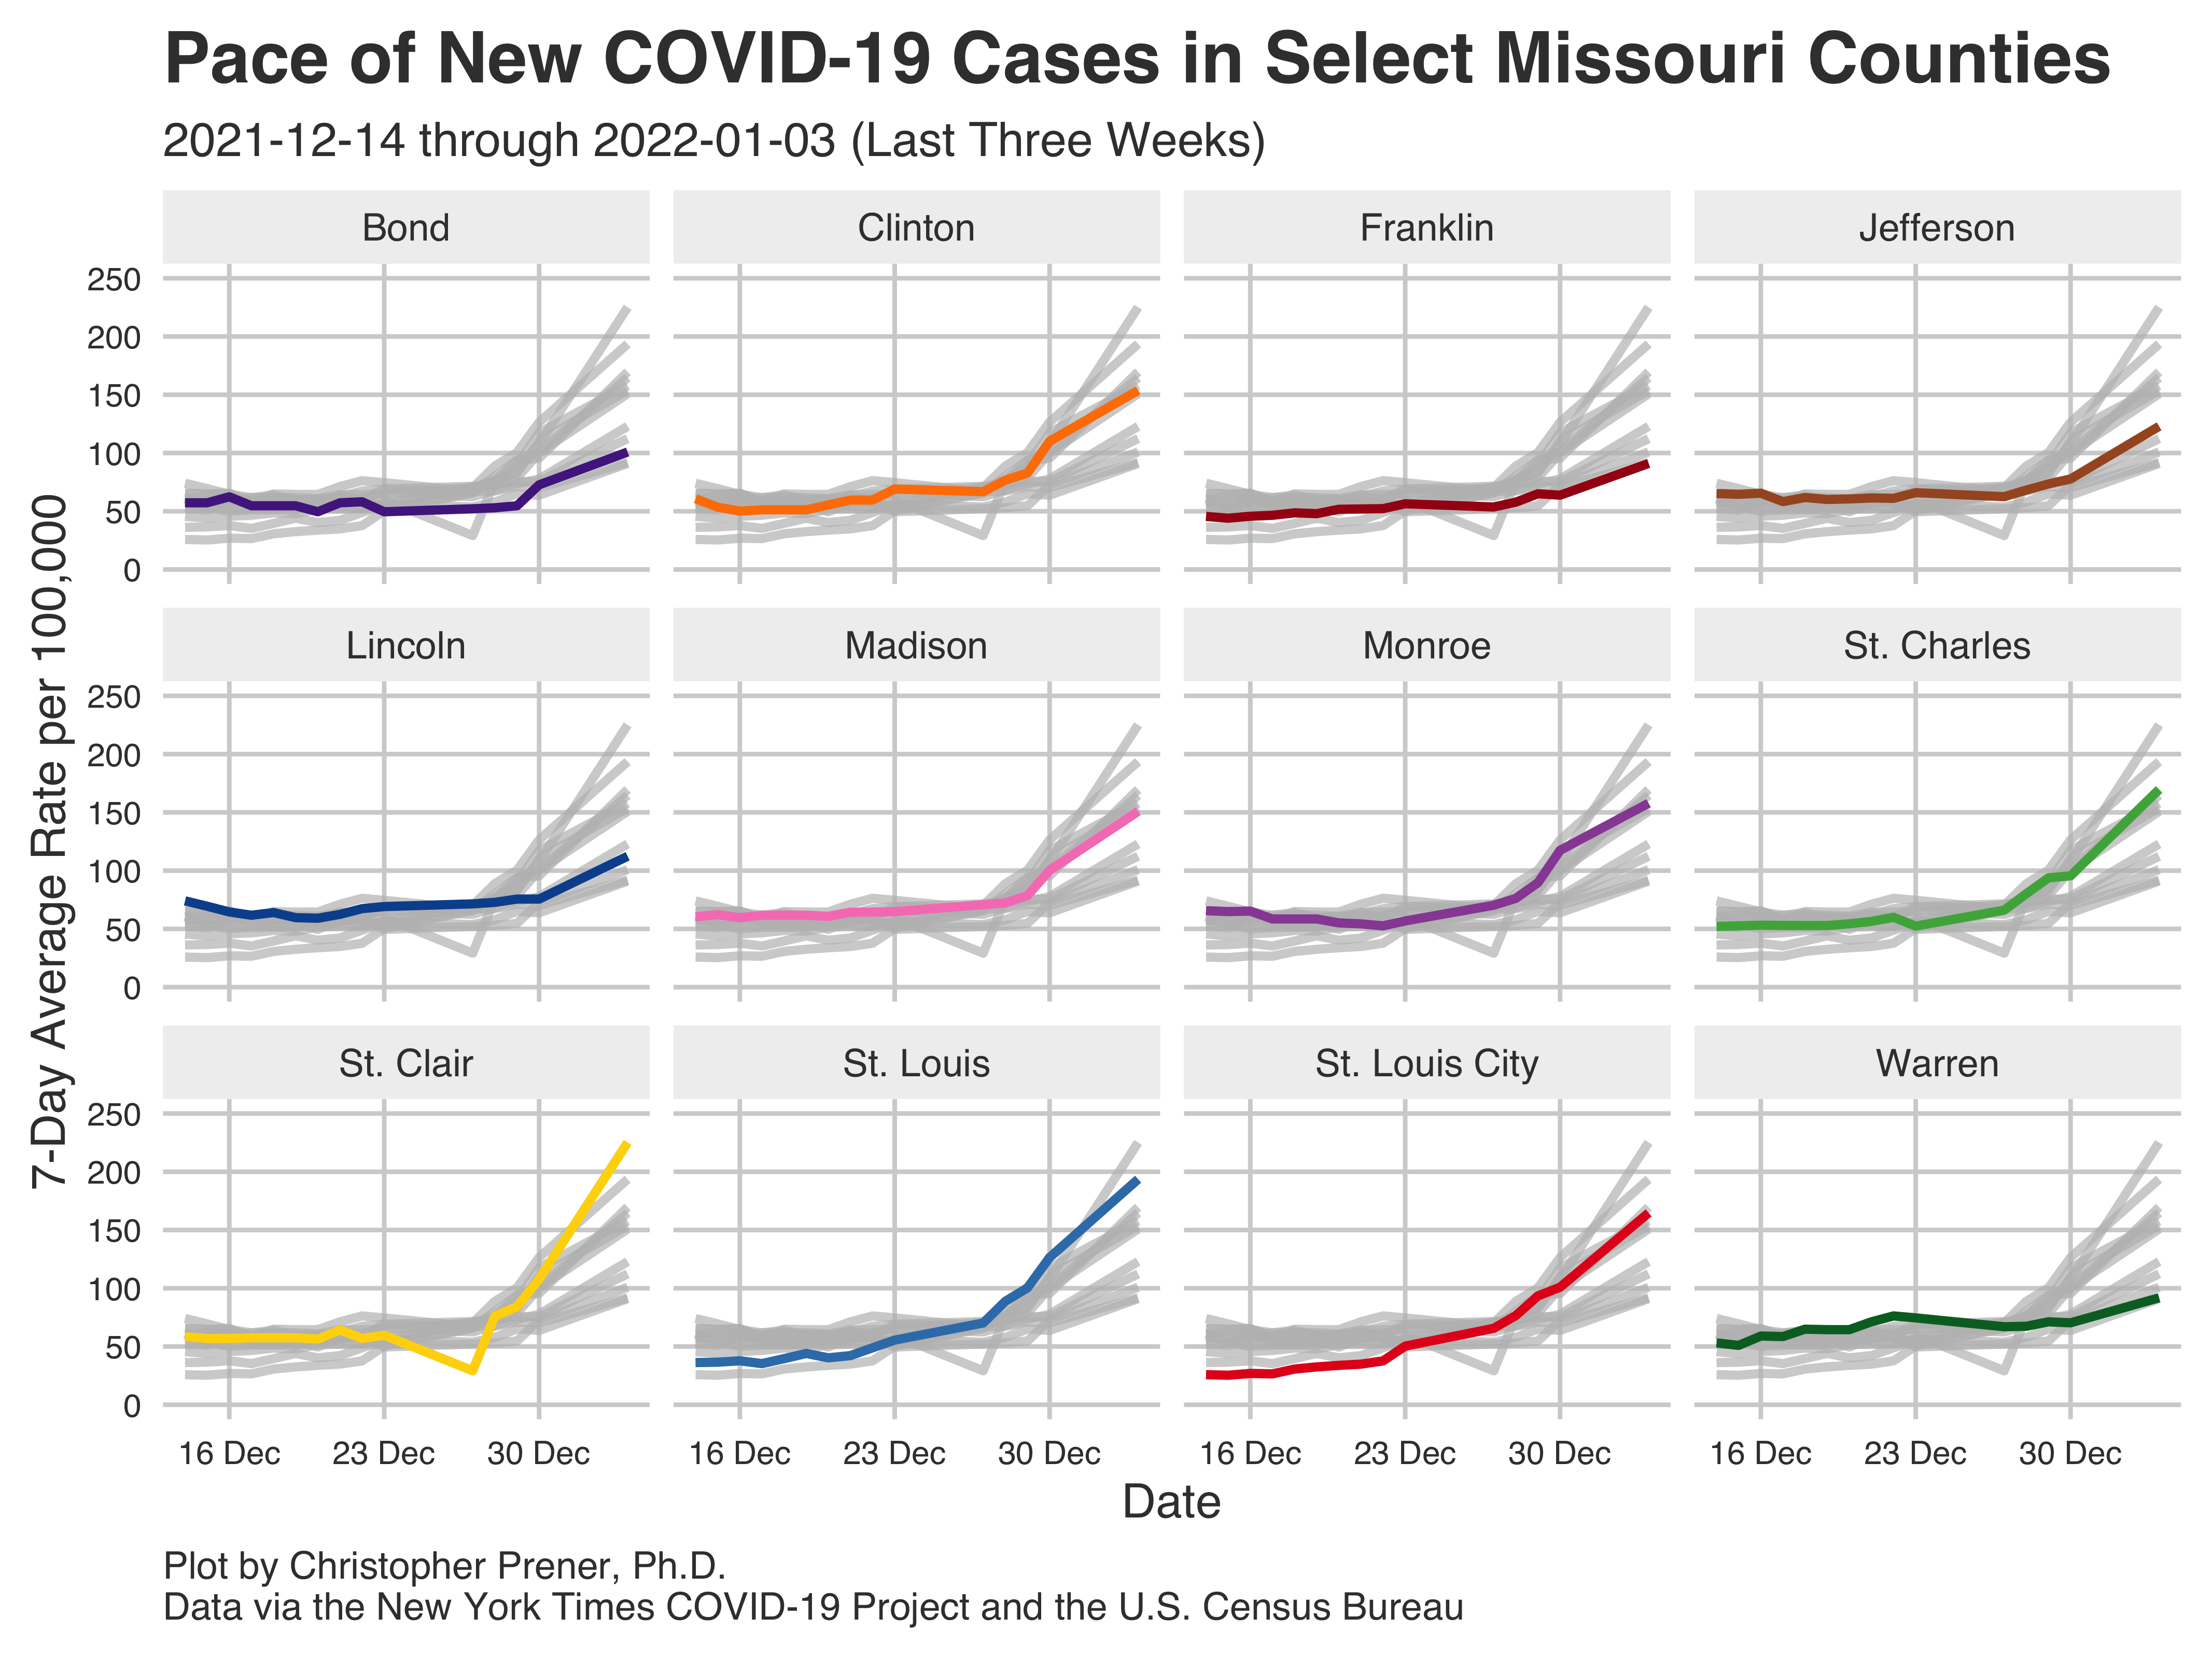 Pace of New COVID-19 Cases in Select Missouri Counties
2021-12-14 through 2022-01-03 (Last Three Weeks)
7-Day Average Rate per 100,000
Bond
Clinton
Franklin
Jefferson
250
200
150
100
50
0
Lincoln
Madison
Monroe
St. Charles
250
200
150
100
50
0
St. Clair
St. Louis
St. Louis City
Warren
250
200
150
100
50
0
16 Dec 23 Dec 30 Dec
16 Dec 23 Dec 30 Dec
16 Dec 23 Dec 30 Dec
16 Dec 23 Dec 30 Dec
Date
Plot by Christopher Prener, Ph.D.
Data via the New York Times COVID-19 Project and the U.S. Census Bureau